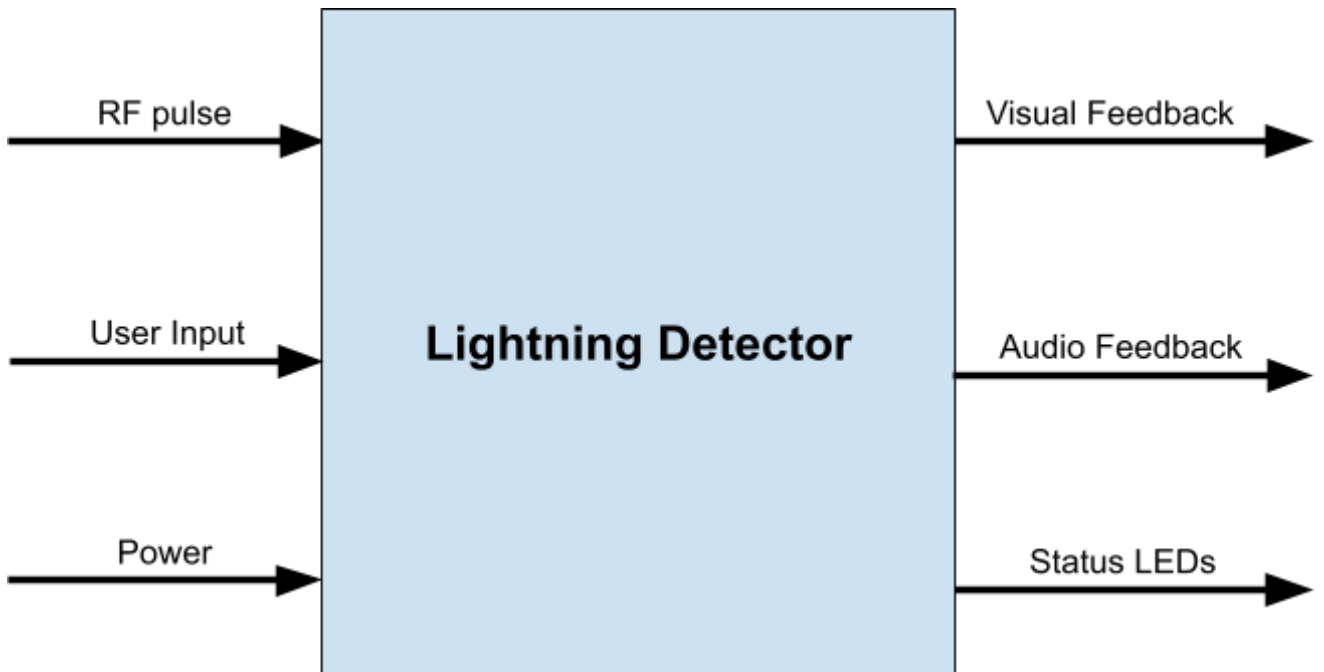 RF pulse
Visual Feedback
User Input
Lightning Detector
Audio Feedback
Power
Status LEDs